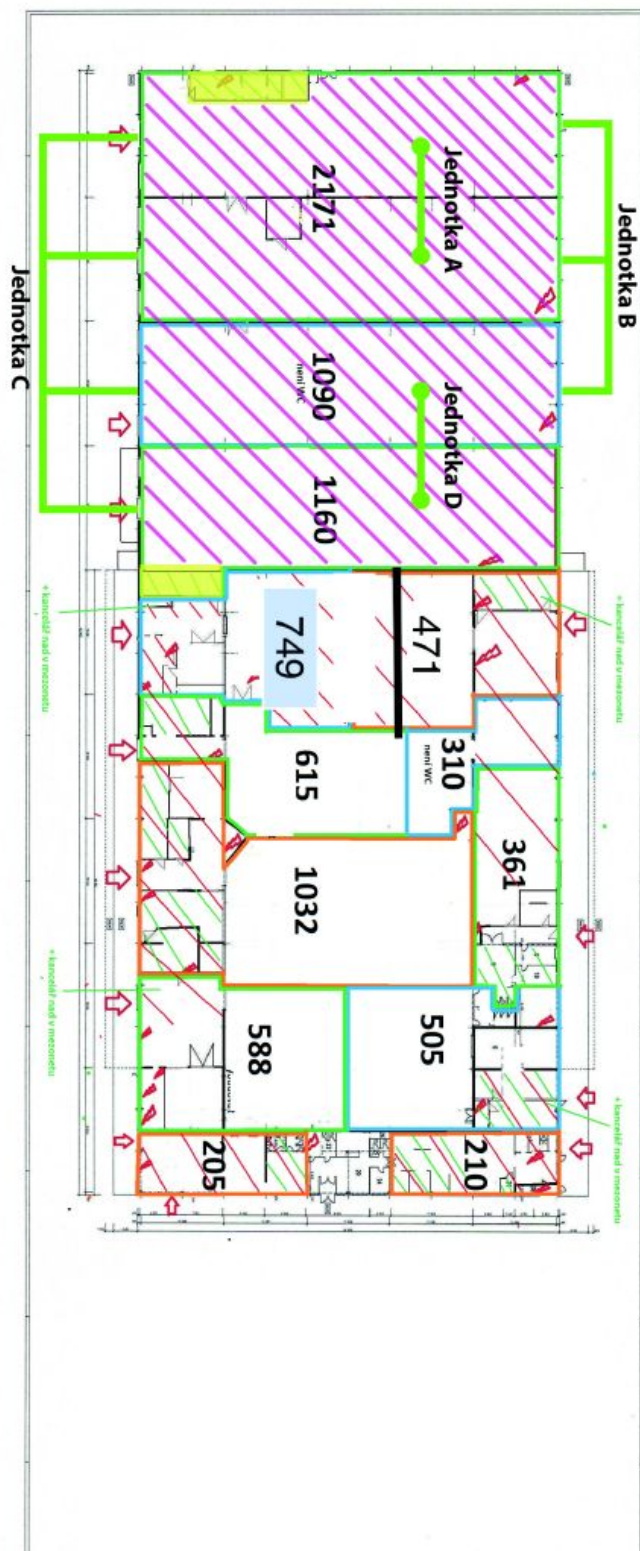 Jednotka B
Jednotka A
Jednotka C
2171
1090
není WC
Jednotka D
1160
471
749
+ kancelář nad v mezonetu
+ kancelář nad v mezonetu
310
není WC
615
361
1032
505
588
+ kancelář nad v mezonetu
+ kancelář nad v mezonetu
210
205